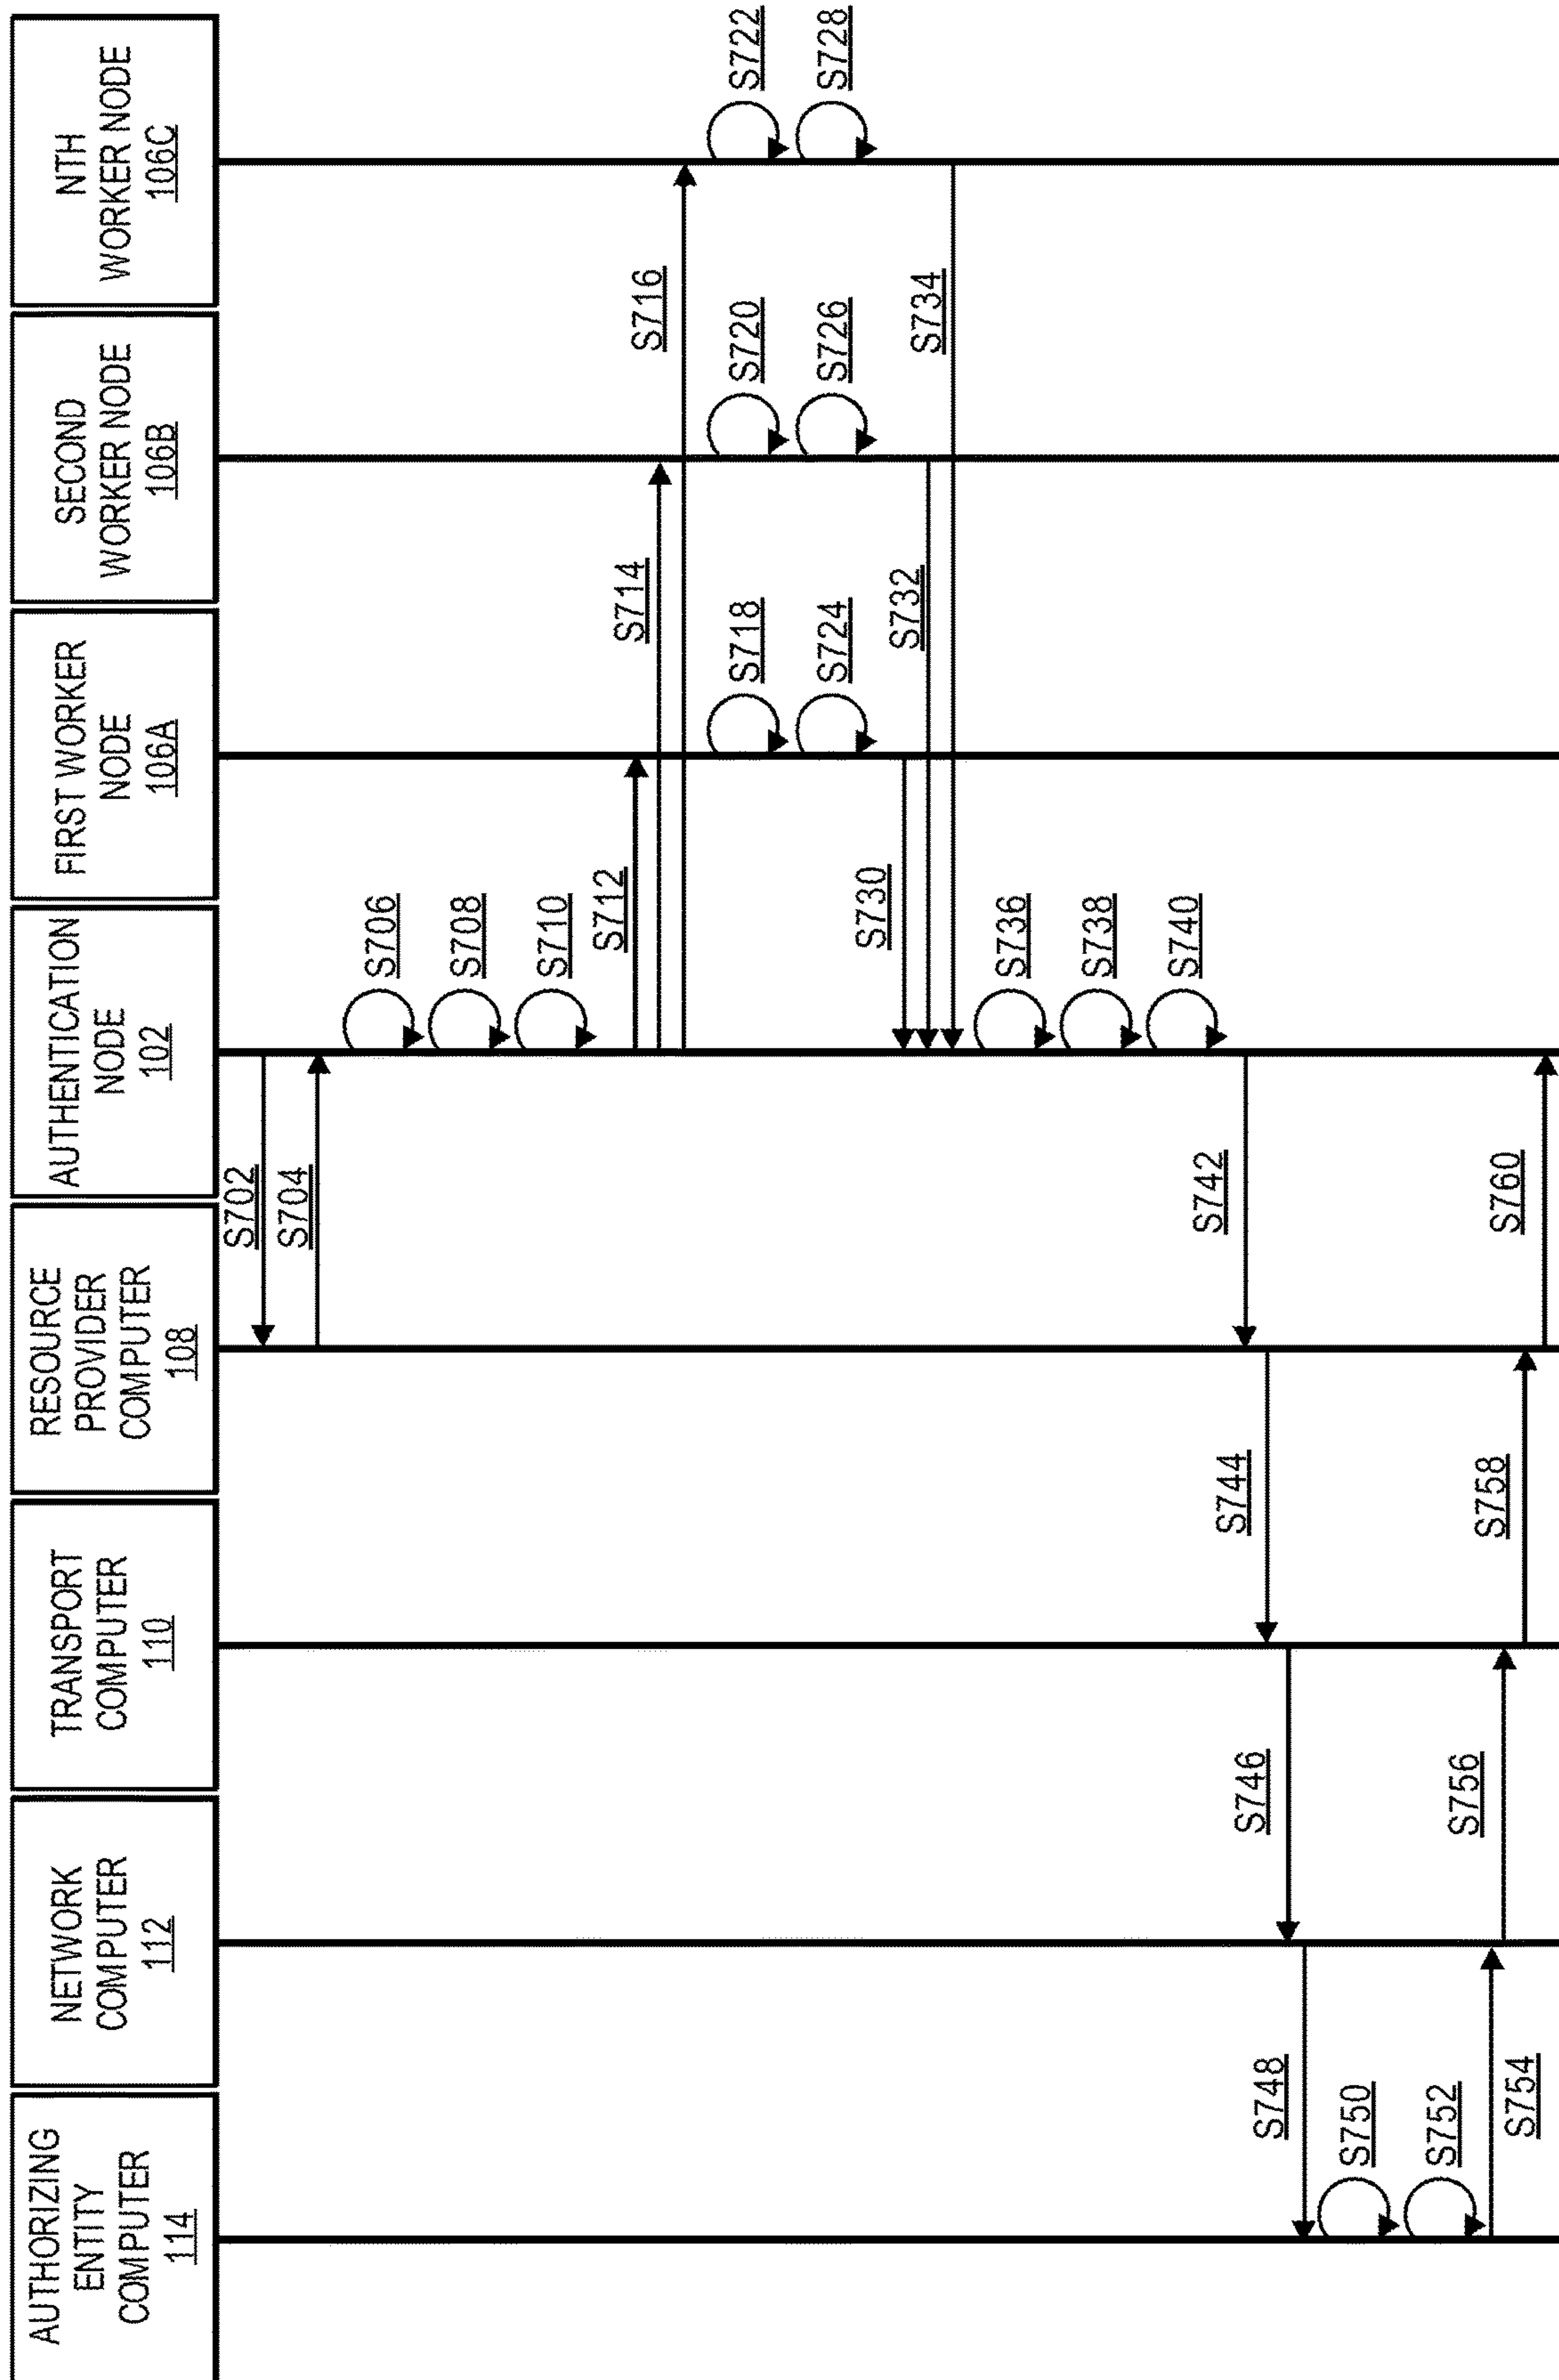 AUTHORIZING
ENTITY
COMPUTER
114
NETWORK
COMPUTER
112
TRANSPORT
COMPUTER
110
RESOURCE
PROVIDER
COMPUTER
108
AUTHENTICATION
NODE
102
FIRST WORKER
NODE
106A
SECOND
WORKER NODE
106B
NTH
WORKER NODE
106C
S702
S704
S706
S708
S710
S712
S714
S716
S718
S720
S722
S724
S726
S728
S730
S732
S734
S736
S738
S740
S742
S744
S746
S748
S750
S752
S754
S756
S758
S760